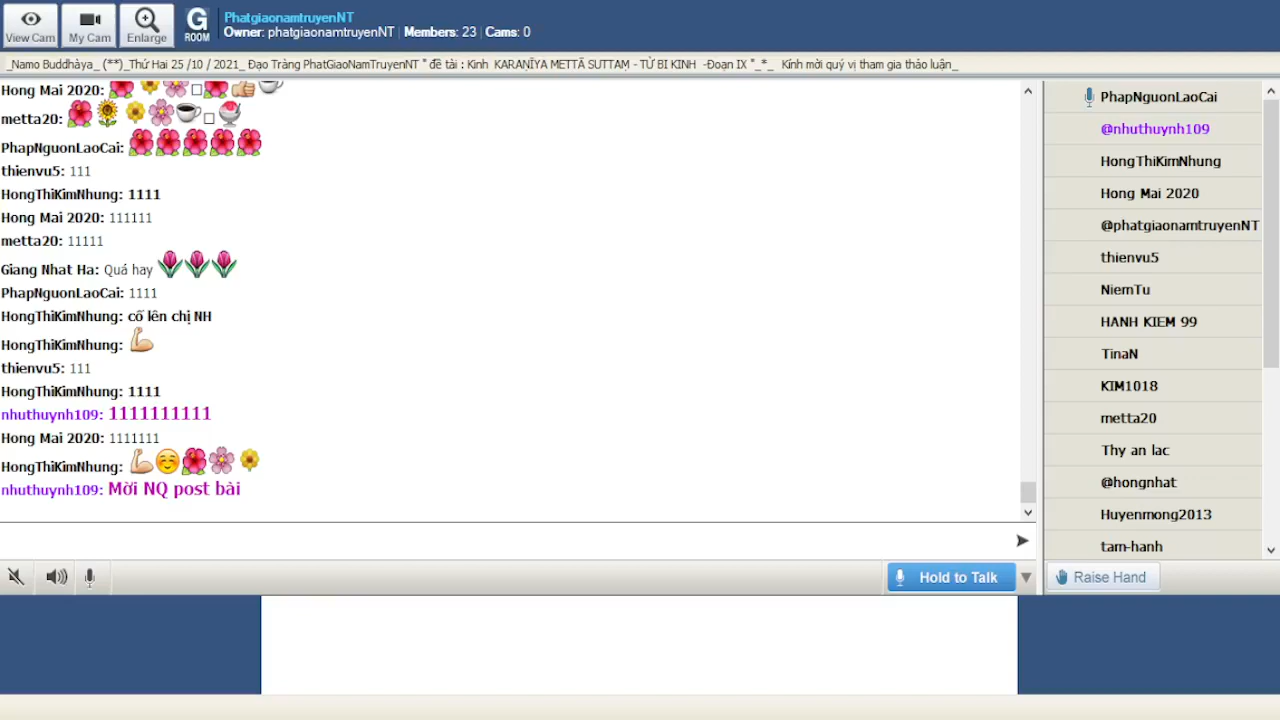 View Cam
My Cam
Enlarge
G
ROOM
PhatgiaonamtruyenNT
Owner: phatgiaonamtruyenNT | Members: 23 | Cams: 0
_Namo Buddhàya_ (**)_Thứ Hai 25 /10 / 2021_ Đạo Tràng PhatGiaoNamTruyenNT " đề tài : Kinh KARAṆĪYA METTĀ SUTTAṂ - TỪ BI KINH -Đoạn IX "_*_ Kính mời quý vị tham gia thảo luận_
Hong Mai 2020:
metta20:
PhapNguonLaoCai:
thienvu5: 111
HongThiKimNhung: 1111
Hong Mai 2020: 111111
metta20: 11111
Giang Nhat Ha: Quá hay
PhapNguonLaoCai: 1111
HongThiKimNhung: cố lên chị NH
HongThiKimNhung:
thienvu5: 111
HongThiKimNhung: 1111
nhuthuynh109: 1111111111
Hong Mai 2020: 1111111
HongThiKimNhung:
nhuthuynh109: Mời NQ post bài
Hold to Talk
PhapNguonLaoCai
@nhuthuynh109
HongThiKimNhung
Hong Mai 2020
@phatgiaonamtruyenNT
thienvu5
NiemTu
HANH KIEM 99
TinaN
KIM1018
metta20
Thy an lac
@hongnhat
Huyenmong2013
tam-hanh
Raise Hand